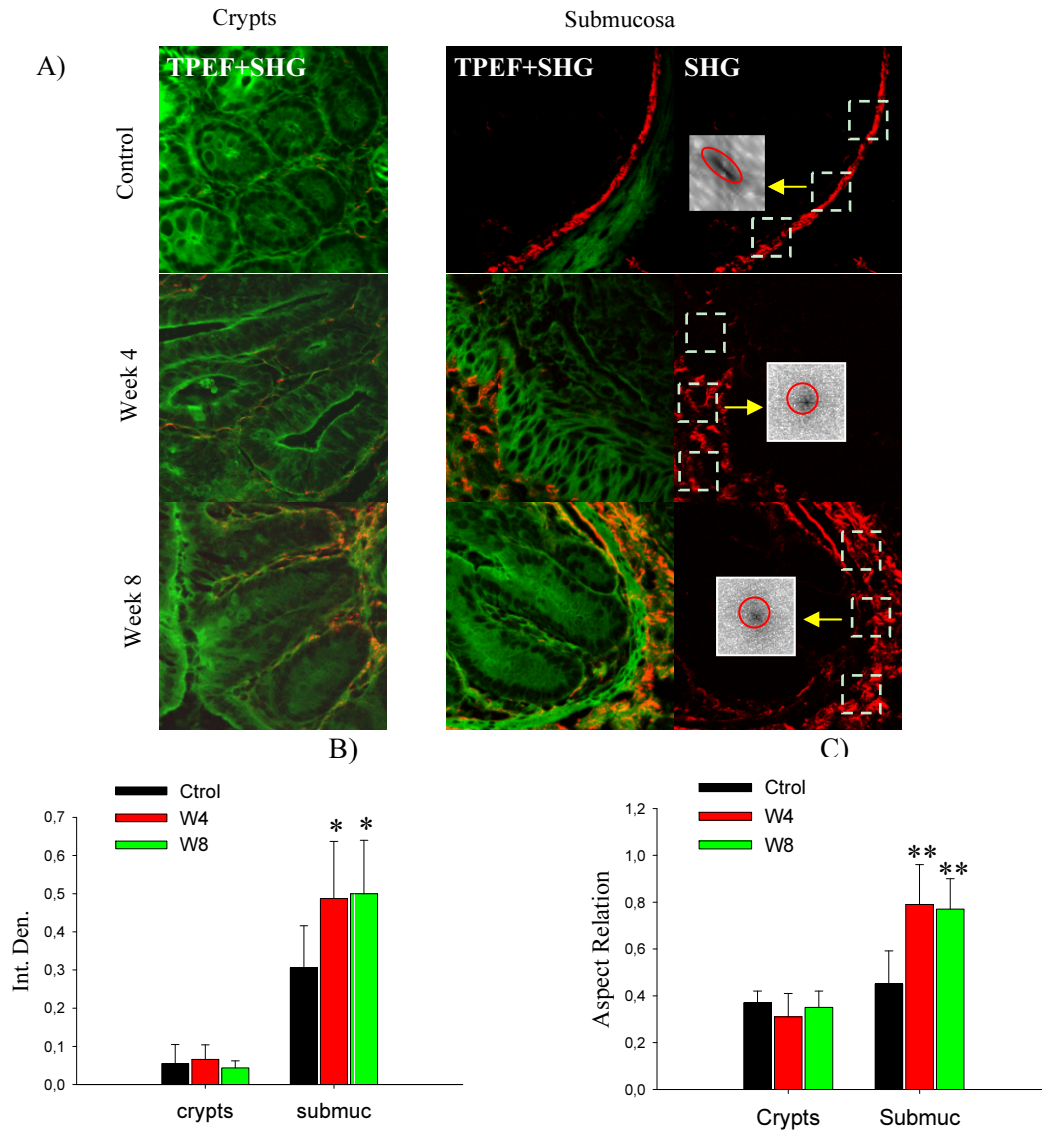 Crypts
Submucosa
A)
TPEF+SHG
TPEF+SHG
SHG
Control
Week 4
Week 8
B)
C)
Ctrol
W4
W8
0,7
0,6
0,5
0,4
0,3
0,2
0,1
0,0
Int. Den.
* *
crypts submuc
Ctrol
W4
W8
1,2
1,0
0,8
0,6
0,4
0,2
0,0
Aspect Relation
** **
Crypts Submuc